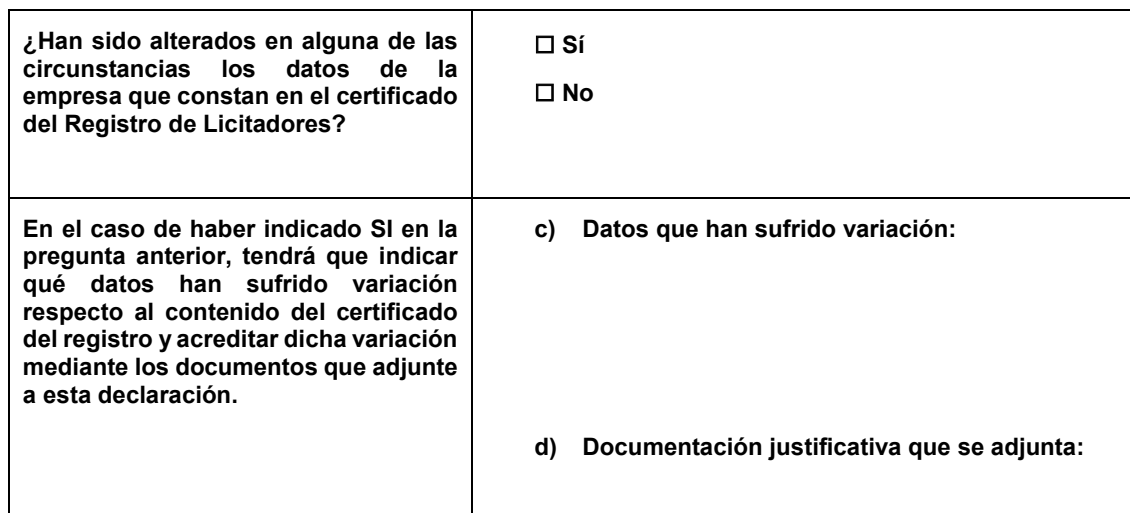 ¿Han sido alterados en alguna de las
circunstancias los datos de la
empresa que constan en el certificado
del Registro de Licitadores?
☐ Sí
☐ No
En el caso de haber indicado SI en la
pregunta anterior, tendrá que indicar
qué datos han sufrido variación
respecto al contenido del certificado
del registro y acreditar dicha variación
mediante los documentos que adjunte
a esta declaración.
c) Datos que han sufrido variación:
d) Documentación justificativa que se adjunta: